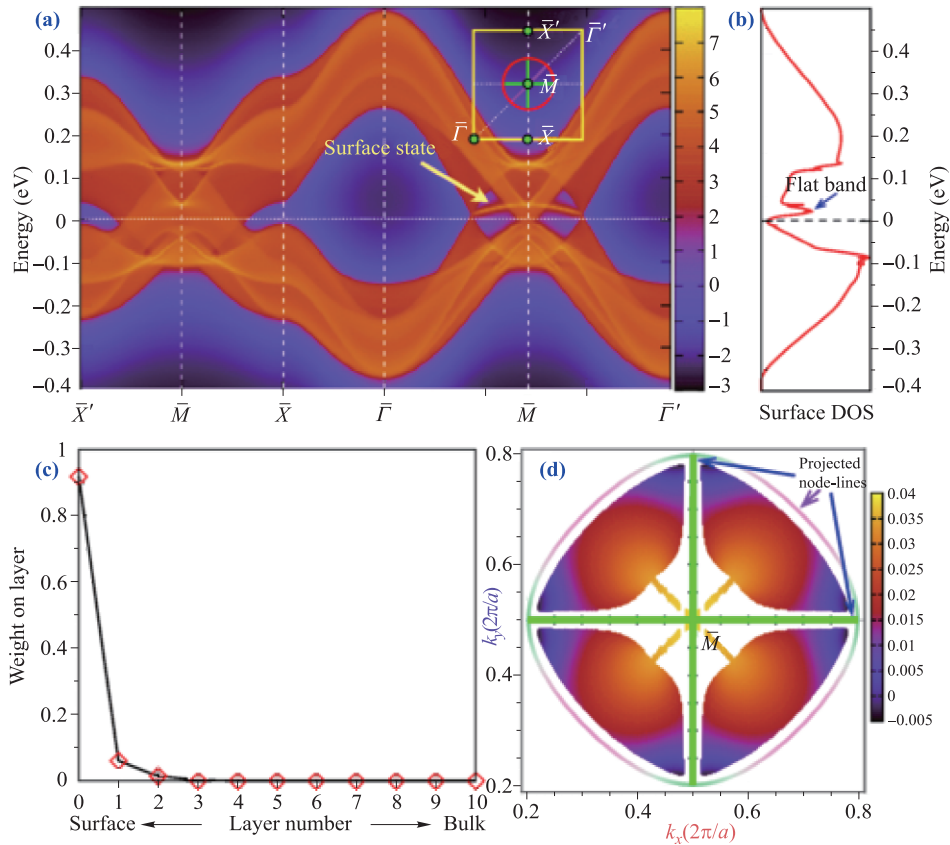 (a)
0.4
0.3
0.2
0.1
0
−0.1
−0.2
−0.3
−0.4
Energy (eV)
X̄′
M̄
X̄
Γ̄
M̄
Γ̄′
Surface state
X̄′
Γ̄′
M̄
Γ̄
X̄
7
6
5
4
3
2
1
0
−1
−2
−3
(b)
Flat band
0.4
0.3
0.2
0.1
0
−0.1
−0.2
−0.3
−0.4
Energy (eV)
Surface DOS
(c)
1
0.8
0.6
0.4
0.2
0
Weight on layer
0 1 2 3 4 5 6 7 8 9 10
Surface Layer number Bulk
(d)
0.8
0.6
0.4
0.2
k_y(2π/a)
Projected
node-lines
M̄
0.04
0.035
0.03
0.025
0.02
0.015
0.01
0.005
0
−0.005
0.2 0.4 0.6 0.8
k_x(2π/a)